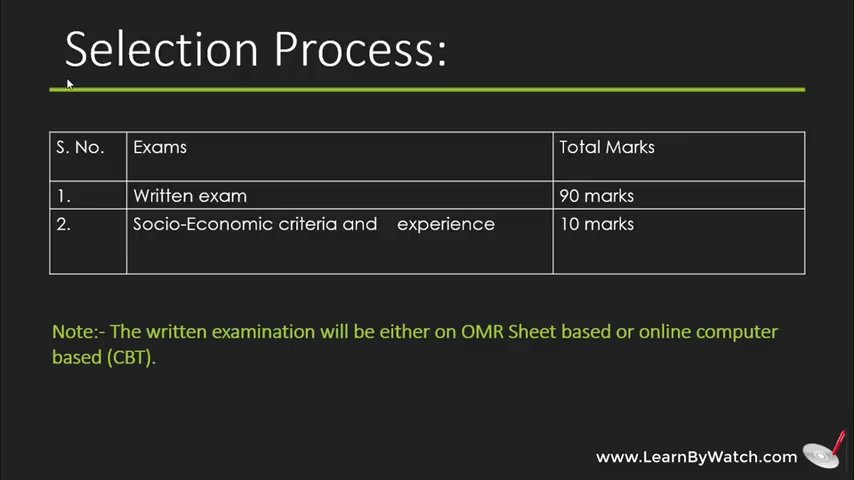 Selection Process:
S. No. Exams Total Marks
1. Written exam 90 marks
2. Socio-Economic criteria and experience 10 marks
Note:- The written examination will be either on OMR Sheet based or online computer
based (CBT).
www.LearnByWatch.com